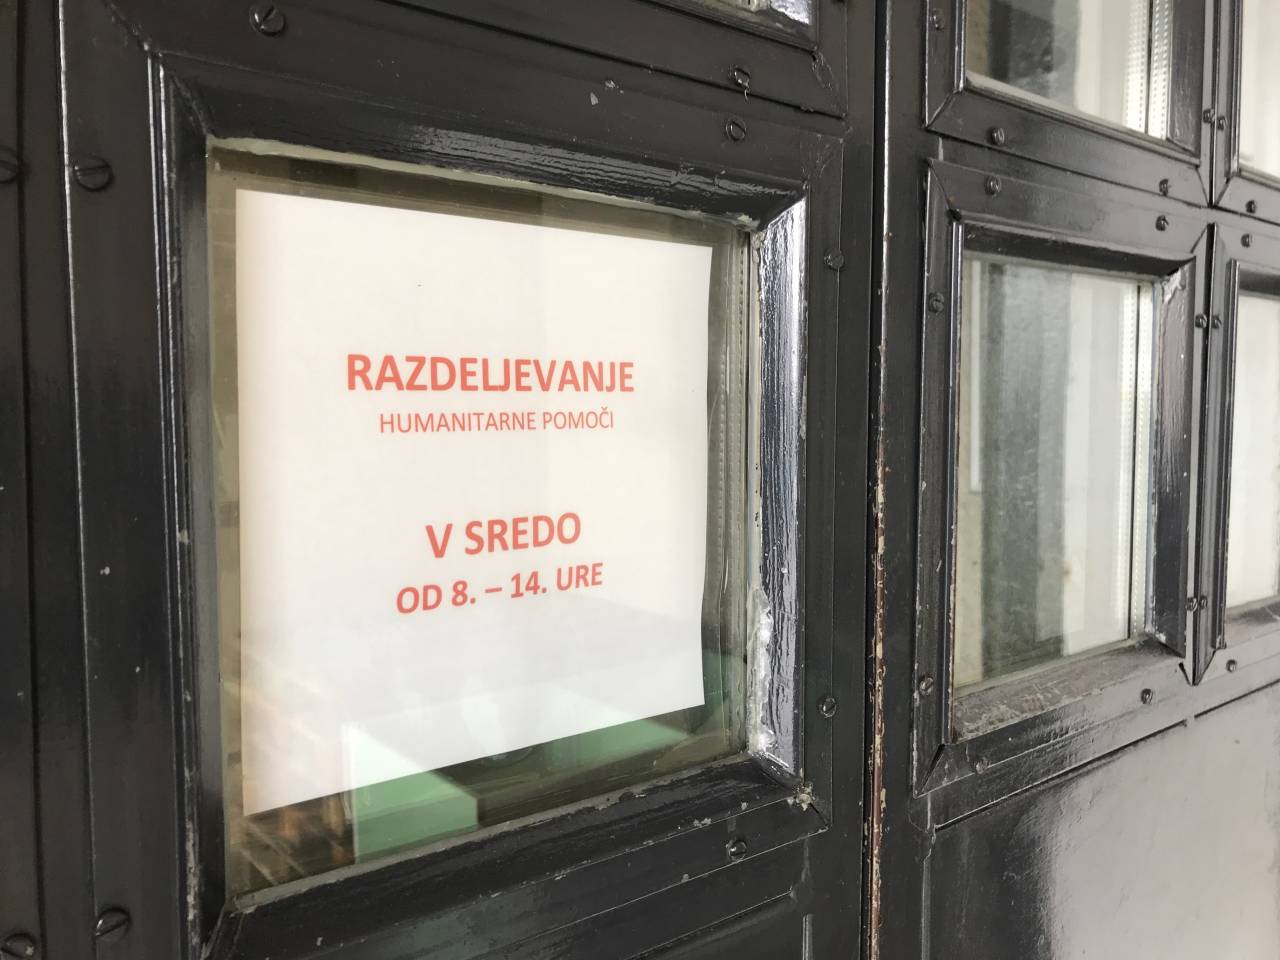 RAZDELJEVANJE
HUMANITARNE POMOČI
V SREDO
OD 8. – 14. URE